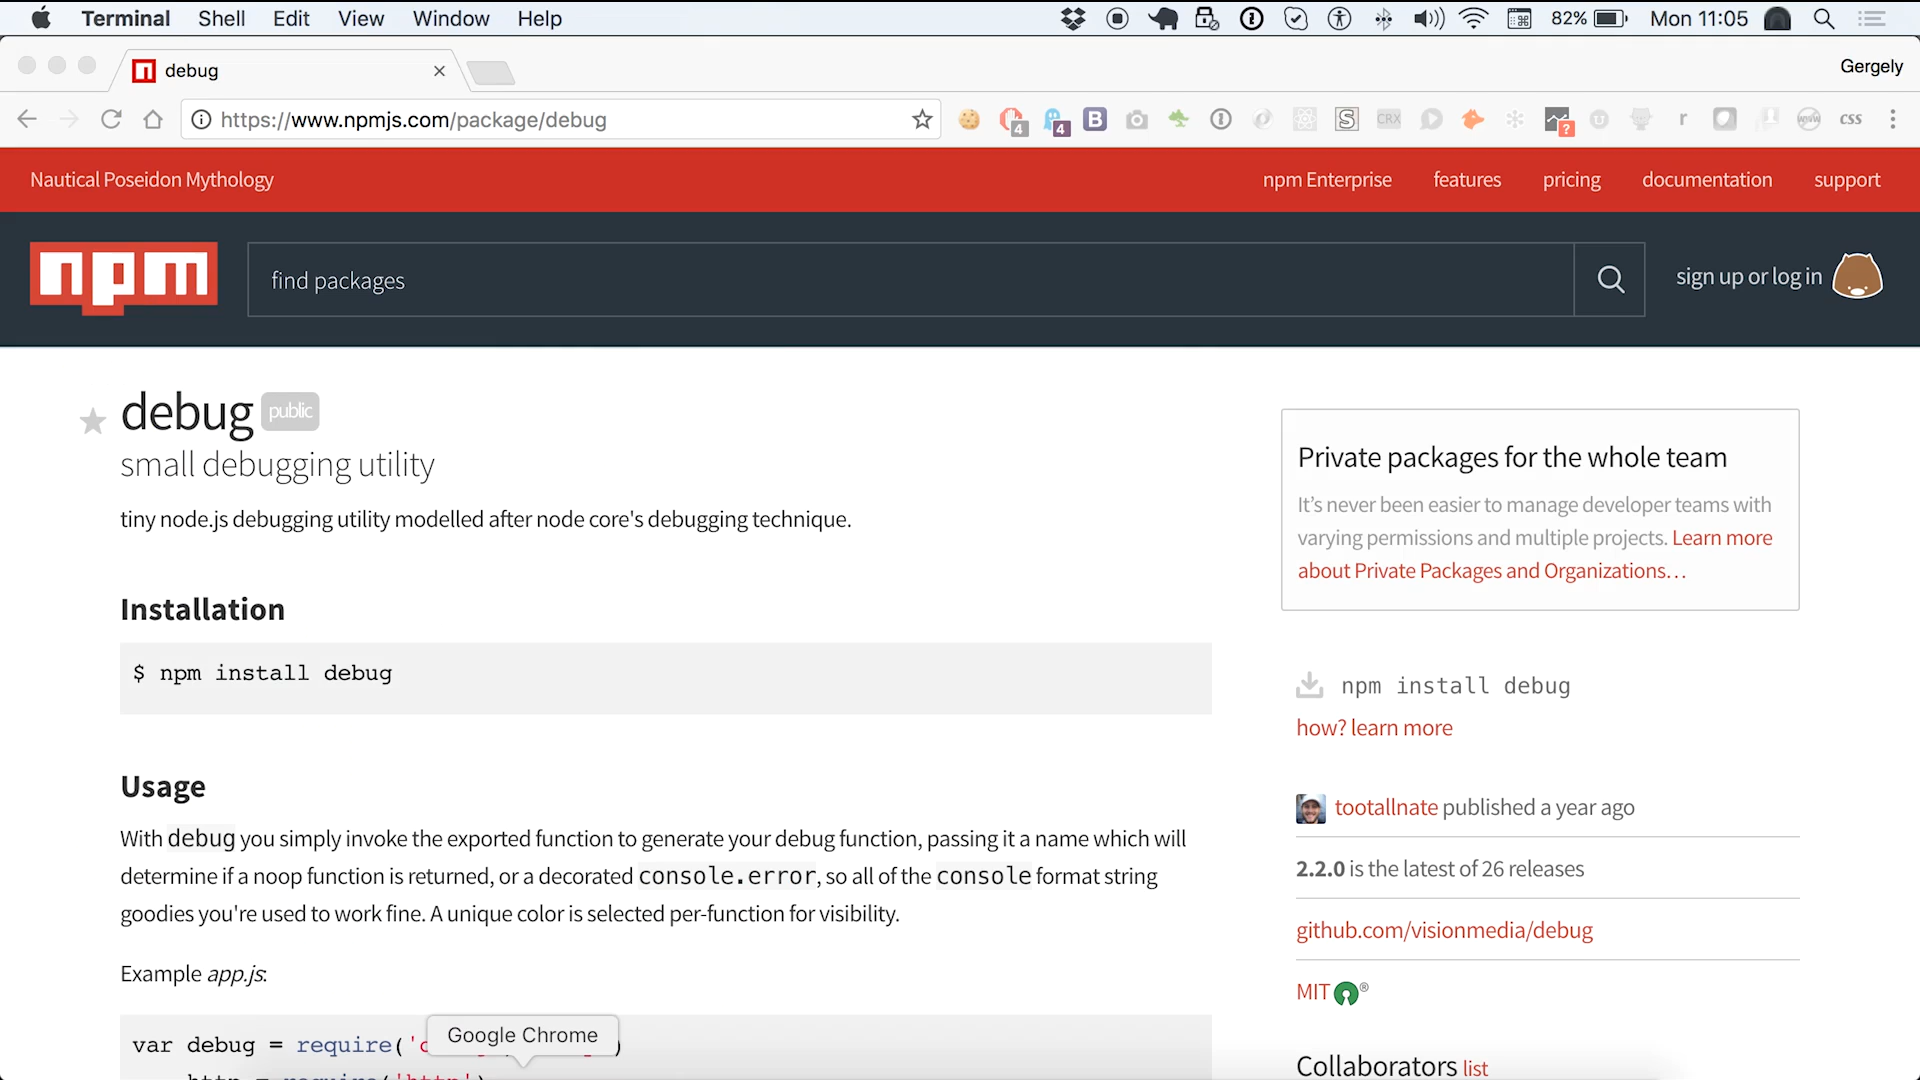 Terminal Shell Edit View Window Help 82% Mon 11:05
debug
Gergely
https://www.npmjs.com/package/debug
4 4 B S CRX ? r css
Nautical Poseidon Mythology npm Enterprise features pricing documentation support
npm find packages sign up or log in
debug public
small debugging utility
tiny node.js debugging utility modelled after node core's debugging technique.
Installation
$ npm install debug
Usage
With debug you simply invoke the exported function to generate your debug function, passing it a name which will
determine if a noop function is returned, or a decorated console.error, so all of the console format string
goodies you're used to work fine. A unique color is selected per-function for visibility.
Example app.js:
var debug = require(
http = require('http')
Google Chrome
Private packages for the whole team
It’s never been easier to manage developer teams with
varying permissions and multiple projects. Learn more
about Private Packages and Organizations…
npm install debug
how? learn more
tootallnate published a year ago
2.2.0 is the latest of 26 releases
github.com/visionmedia/debug
MIT ®
Collaborators list